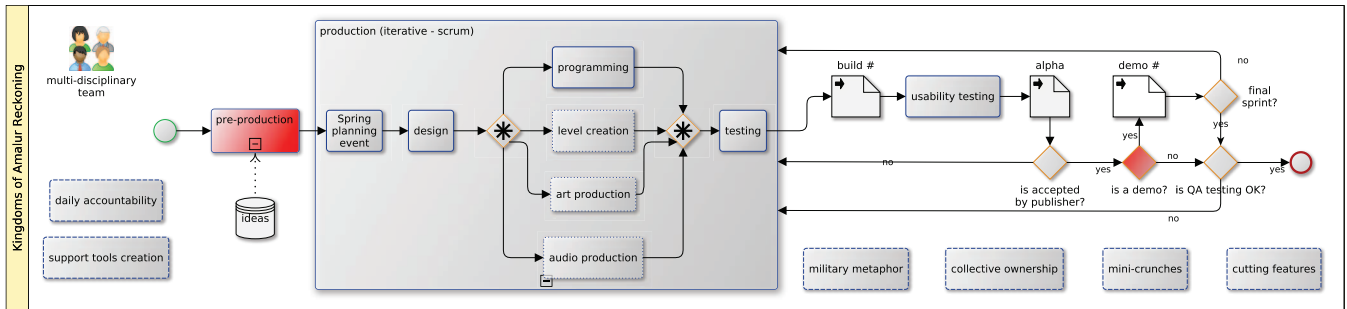 Kingdoms of Amalur Reckoning
multi-disciplinary
team
daily accountability
support tools creation
pre-production
ideas
production (iterative - scrum)
Spring
planning
event
design
programming
level creation
art production
audio production
testing
build #
usability testing
alpha
demo #
no
final
sprint?
yes
yes
no
is accepted
by publisher?
yes
is a demo?
no
is QA testing OK?
yes
no
military metaphor
collective ownership
mini-crunches
cutting features